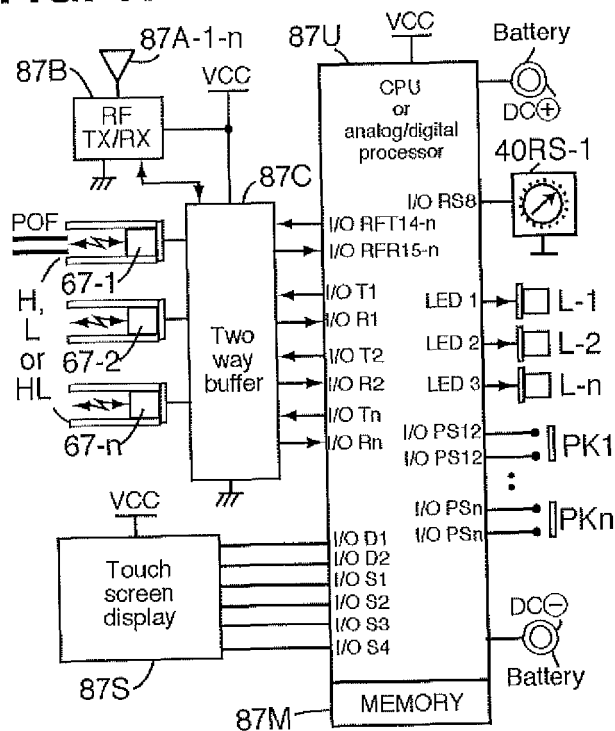 87A-1-n
87B
RF
TX/RX
VCC
87U
VCC
CPU
or
analog/digital
processor
Battery
DC⊕
40RS-1
I/O RS8
87C
Two
way
buffer
I/O RFT14-n
I/O RFR15-n
I/O T1
I/O R1
I/O T2
I/O R2
I/O Tn
I/O Rn
POF
67-1
H,
L
or
HL
67-2
67-n
LED 1
L-1
LED 2
L-2
LED 3
L-n
I/O PS12
I/O PS12
PK1
I/O PSn
I/O PSn
PKn
VCC
Touch
screen
display
87S
I/O D1
I/O D2
I/O S1
I/O S2
I/O S3
I/O S4
DC⊖
Battery
87M
MEMORY